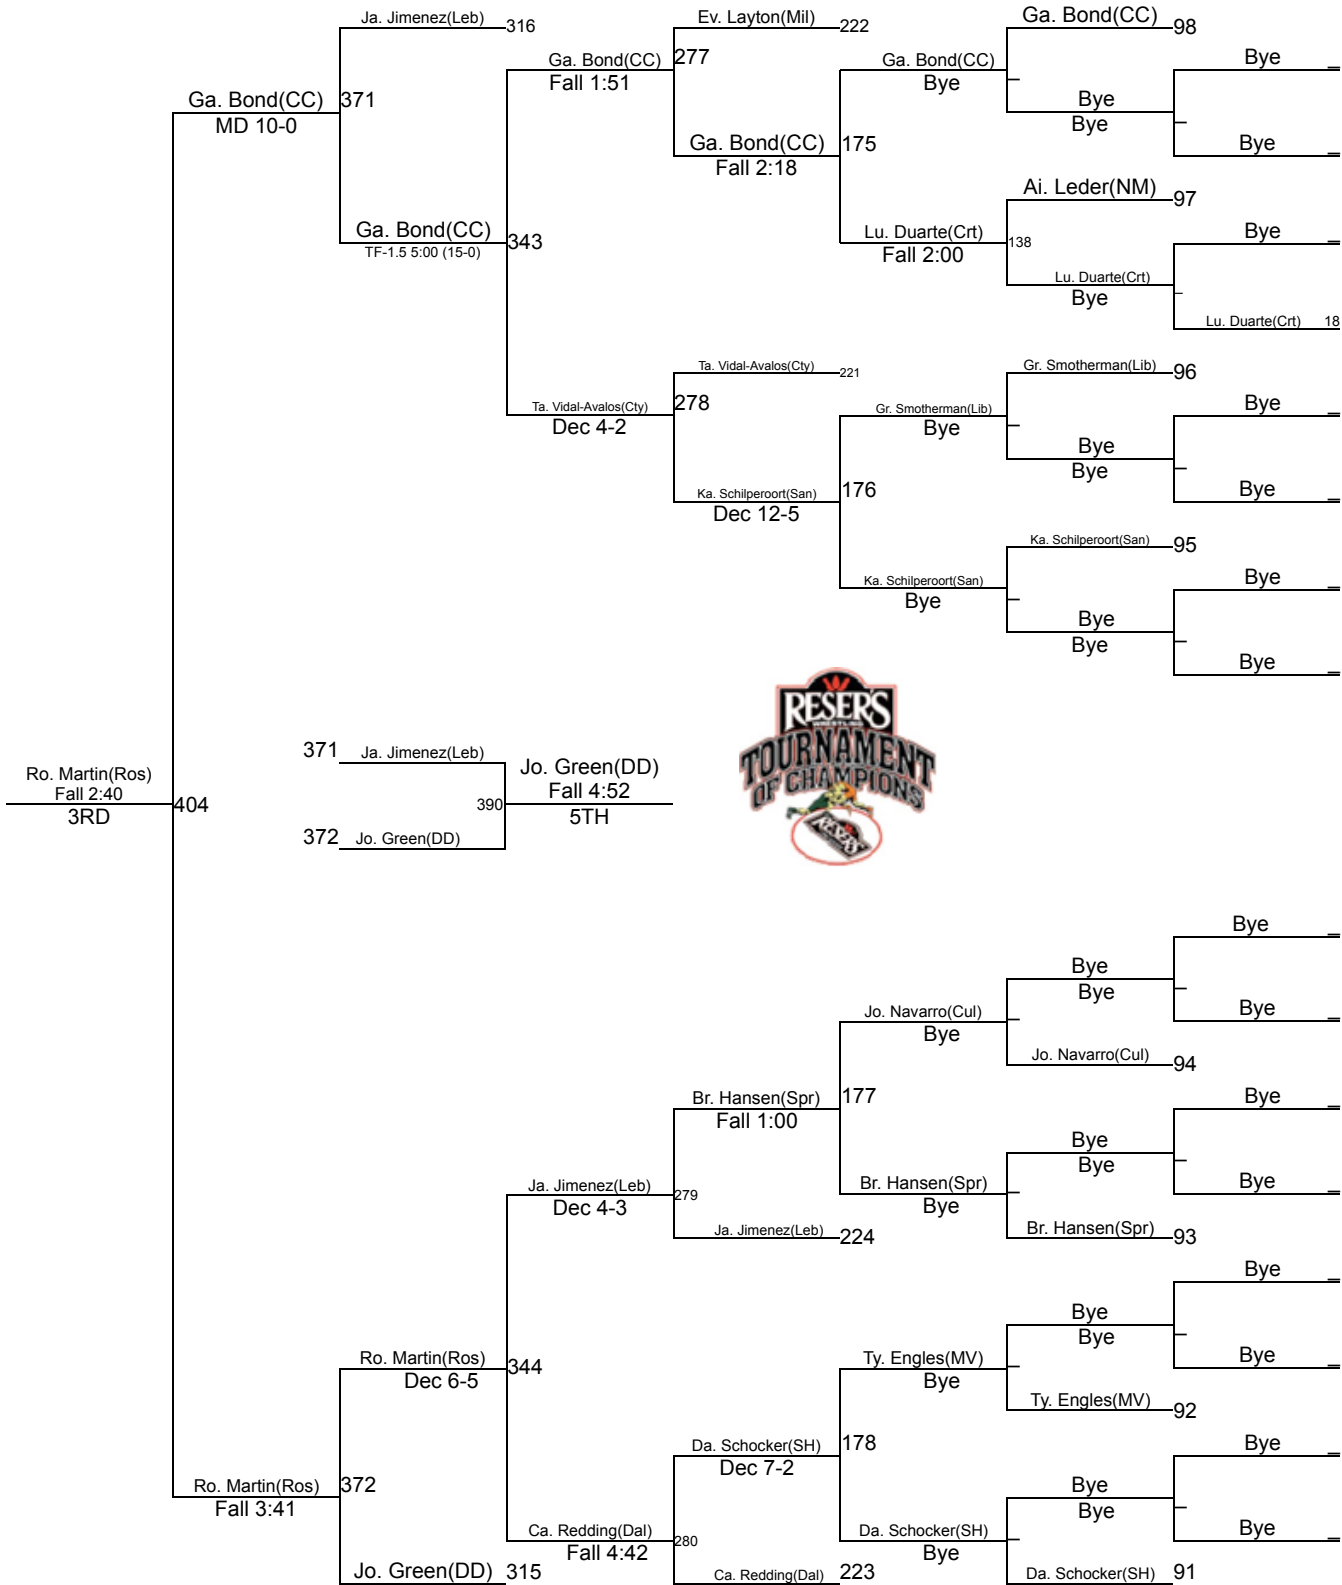 Ja. Jimenez(Leb) 316
Ev. Layton(Mil) 222
Ga. Bond(CC) 98
Ga. Bond(CC) 277
Fall 1:51
Ga. Bond(CC)
Bye
Bye _
Ga. Bond(CC) 371
MD 10-0
Bye
Bye
Ga. Bond(CC) 175
Fall 2:18
Bye _
Ai. Leder(NM) 97
Ga. Bond(CC) 343
TF-1.5 5:00 (15-0)
Lu. Duarte(Crt) 138
Fall 2:00
Bye _
Lu. Duarte(Crt)
Bye
Lu. Duarte(Crt) 18
Ta. Vidal-Avalos(Cty) 221
Gr. Smotherman(Lib) 96
Ta. Vidal-Avalos(Cty) 278
Dec 4-2
Gr. Smotherman(Lib)
Bye
Bye _
Bye
Bye
Ka. Schilperoort(San) 176
Dec 12-5
Bye _
Ka. Schilperoort(San) 95
Ka. Schilperoort(San)
Bye
Bye _
Bye
Bye
Bye _
RESER'S
WRESTLING
TOURNAMENT
OF CHAMPIONS
RESER'S
371 Ja. Jimenez(Leb)
Ro. Martin(Ros)
Fall 2:40
3RD
404
390
Jo. Green(DD)
Fall 4:52
5TH
372 Jo. Green(DD)
Bye _
Bye
Bye
Jo. Navarro(Cul)
Bye
Bye _
Jo. Navarro(Cul) 94
Br. Hansen(Spr) 177
Fall 1:00
Bye _
Bye
Bye
Ja. Jimenez(Leb) 279
Dec 4-3
Br. Hansen(Spr)
Bye
Bye _
Ja. Jimenez(Leb) 224
Br. Hansen(Spr) 93
Bye _
Bye
Bye
Ro. Martin(Ros) 344
Dec 6-5
Ty. Engles(MV)
Bye
Bye _
Ty. Engles(MV) 92
Da. Schocker(SH) 178
Dec 7-2
Bye _
Ro. Martin(Ros) 372
Fall 3:41
Bye
Bye
Ca. Redding(Dal) 280
Fall 4:42
Da. Schocker(SH)
Bye
Bye _
Jo. Green(DD) 315
Ca. Redding(Dal) 223
Da. Schocker(SH) 91